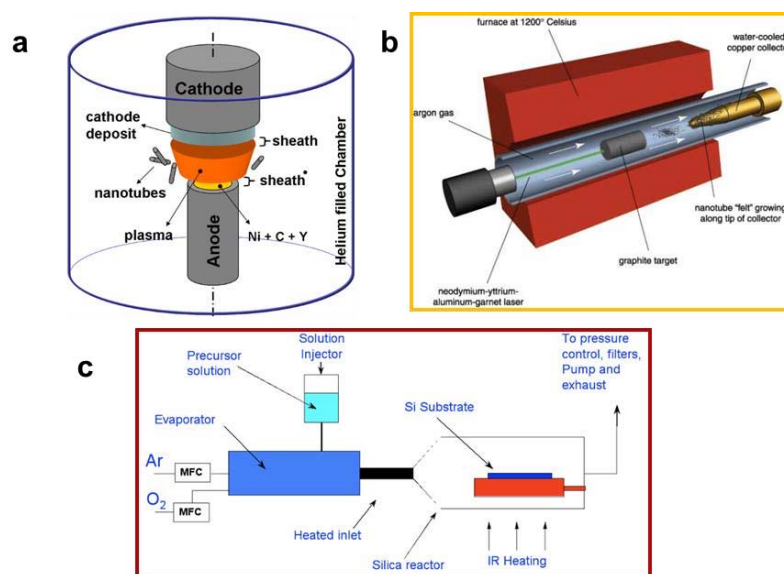 a
Cathode
cathode
deposit
sheath
nanotubes
sheath
plasma
Ni + C + Y
Anode
Helium filled Chamber
b
furnace at 1200° Celsius
water-cooled
copper collector
argon gas
nanotube "felt" growing
along tip of collector
graphite target
neodymium-yttrium-
aluminum-garnet laser
c
Solution
Injector
Precursor
solution
To pressure
control, filters,
Pump and
exhaust
Evaporator
Si Substrate
Ar
MFC
O2
MFC
Heated inlet
Silica reactor
IR Heating